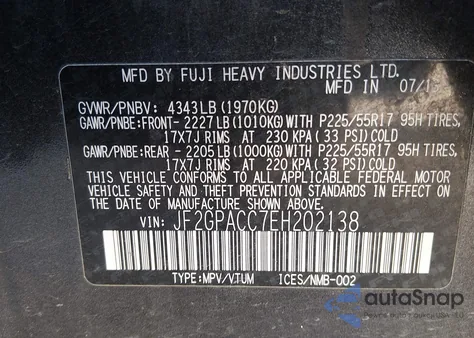 MFD BY FUJI HEAVY INDUSTRIES LTD.
MFD IN 07/1
GVWR/PNBV: 4343LB(1970KG)
GAWR/PNBE:FRONT-2227LB(1010KG)WITH P225/55R17 95H TIRES,
17X7J RIMS AT 230 KPA(33 PSI)COLD
GAWR/PNBE:REAR-2205LB(1000KG)WITH P225/55R17 95H TIRES,
17X7J RIMS AT 220 KPA(32 PSI)COLD
THIS VEHICLE CONFORMS TO ALL APPLICABLE FEDERAL MOTOR
VEHICLE SAFETY AND THEFT PREVENTION STANDARDS IN EFFECT ON
THE DATE OF MANUFACTURE SHOWN ABOVE.
VIN: JF2GPACC7EH202138
TYPE:MPV/V.TUM ICES/NMB-002
autoSnap